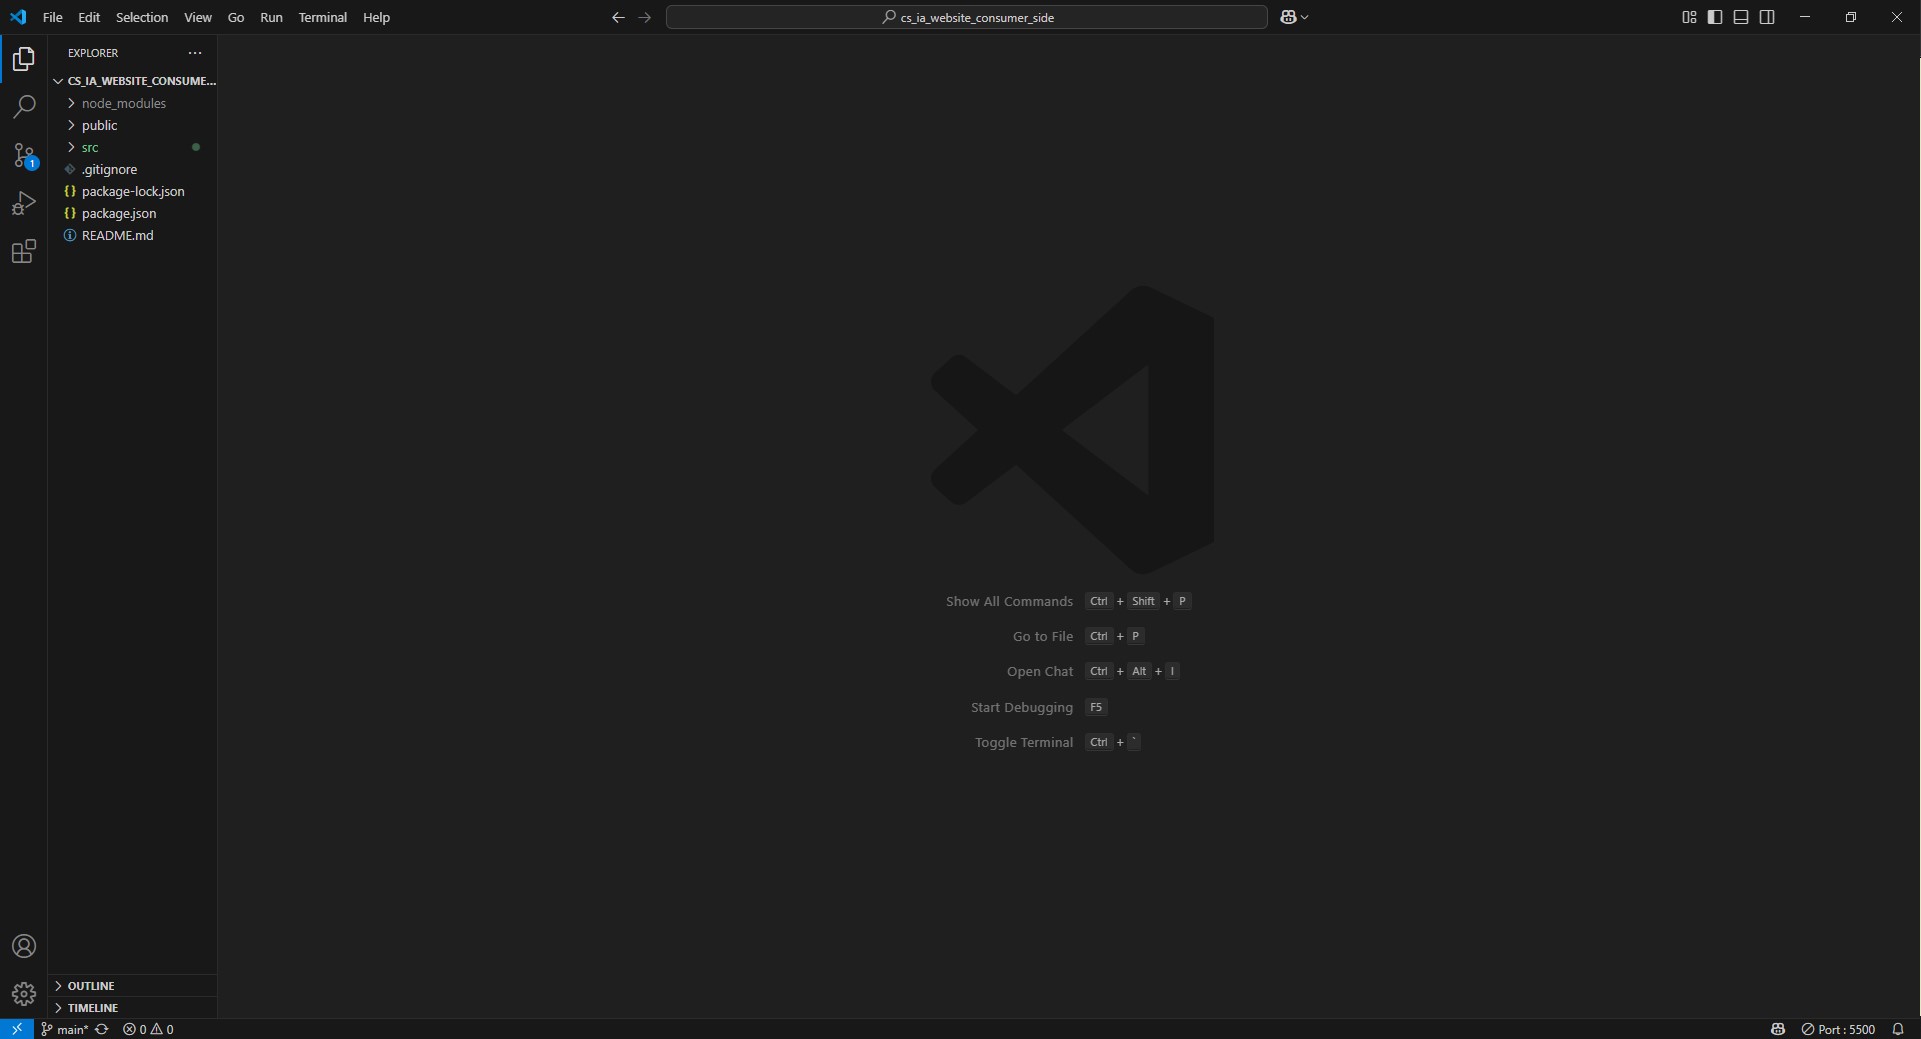 File Edit Selection View Go Run Terminal Help
cs_ia_website_consumer_side
EXPLORER
CS_IA_WEBSITE_CONSUME...
node_modules
public
src
.gitignore
package-lock.json
package.json
README.md
1
Show All Commands Ctrl + Shift + P
Go to File Ctrl + P
Open Chat Ctrl + Alt + I
Start Debugging F5
Toggle Terminal Ctrl + `
OUTLINE
TIMELINE
main* 0 0 Port : 5500